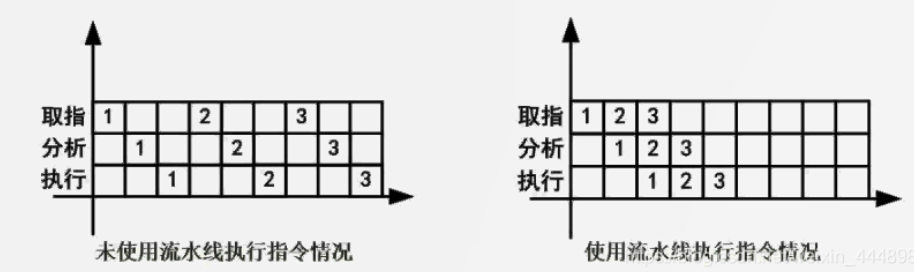 取指 1 2 3
分析 1 2 3
执行 1 2 3
未使用流水线执行指令情况
取指 1 2 3
分析 1 2 3
执行 1 2 3
使用流水线执行指令情况